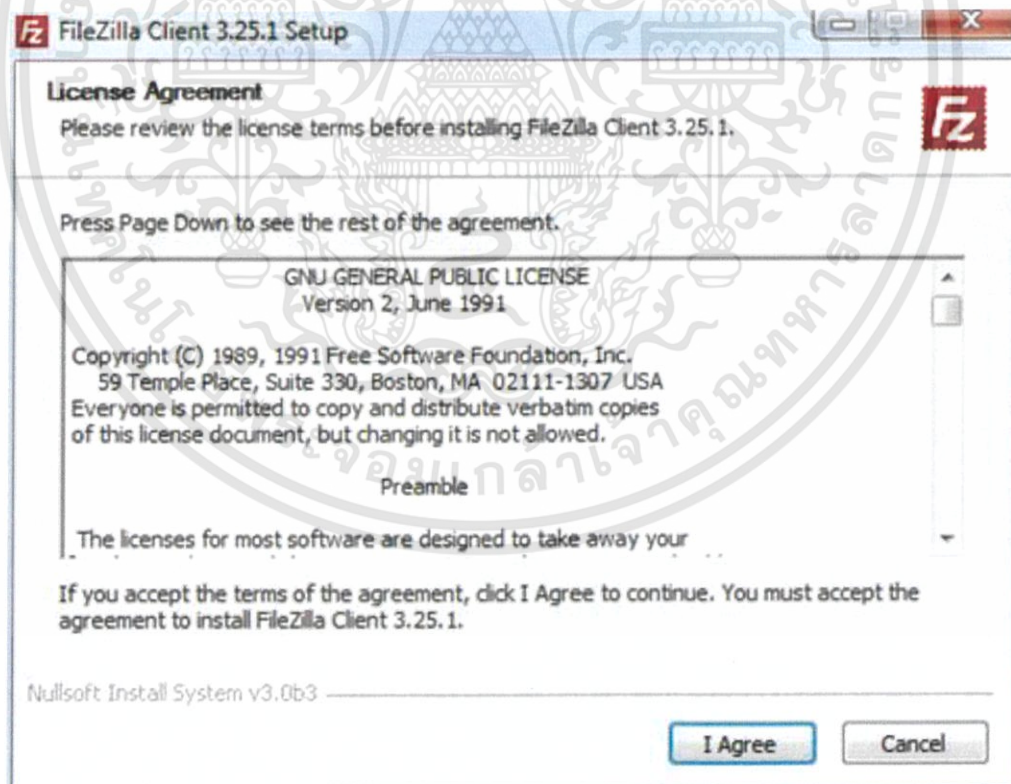 Fz FileZilla Client 3.25.1 Setup
License Agreement
Please review the license terms before installing FileZilla Client 3.25.1.
Fz
Press Page Down to see the rest of the agreement.
GNU GENERAL PUBLIC LICENSE
Version 2, June 1991
Copyright (C) 1989, 1991 Free Software Foundation, Inc.
59 Temple Place, Suite 330, Boston, MA 02111-1307 USA
Everyone is permitted to copy and distribute verbatim copies
of this license document, but changing it is not allowed.
Preamble
The licenses for most software are designed to take away your
If you accept the terms of the agreement, click I Agree to continue. You must accept the
agreement to install FileZilla Client 3.25.1.
Nullsoft Install System v3.0b3
I Agree
Cancel